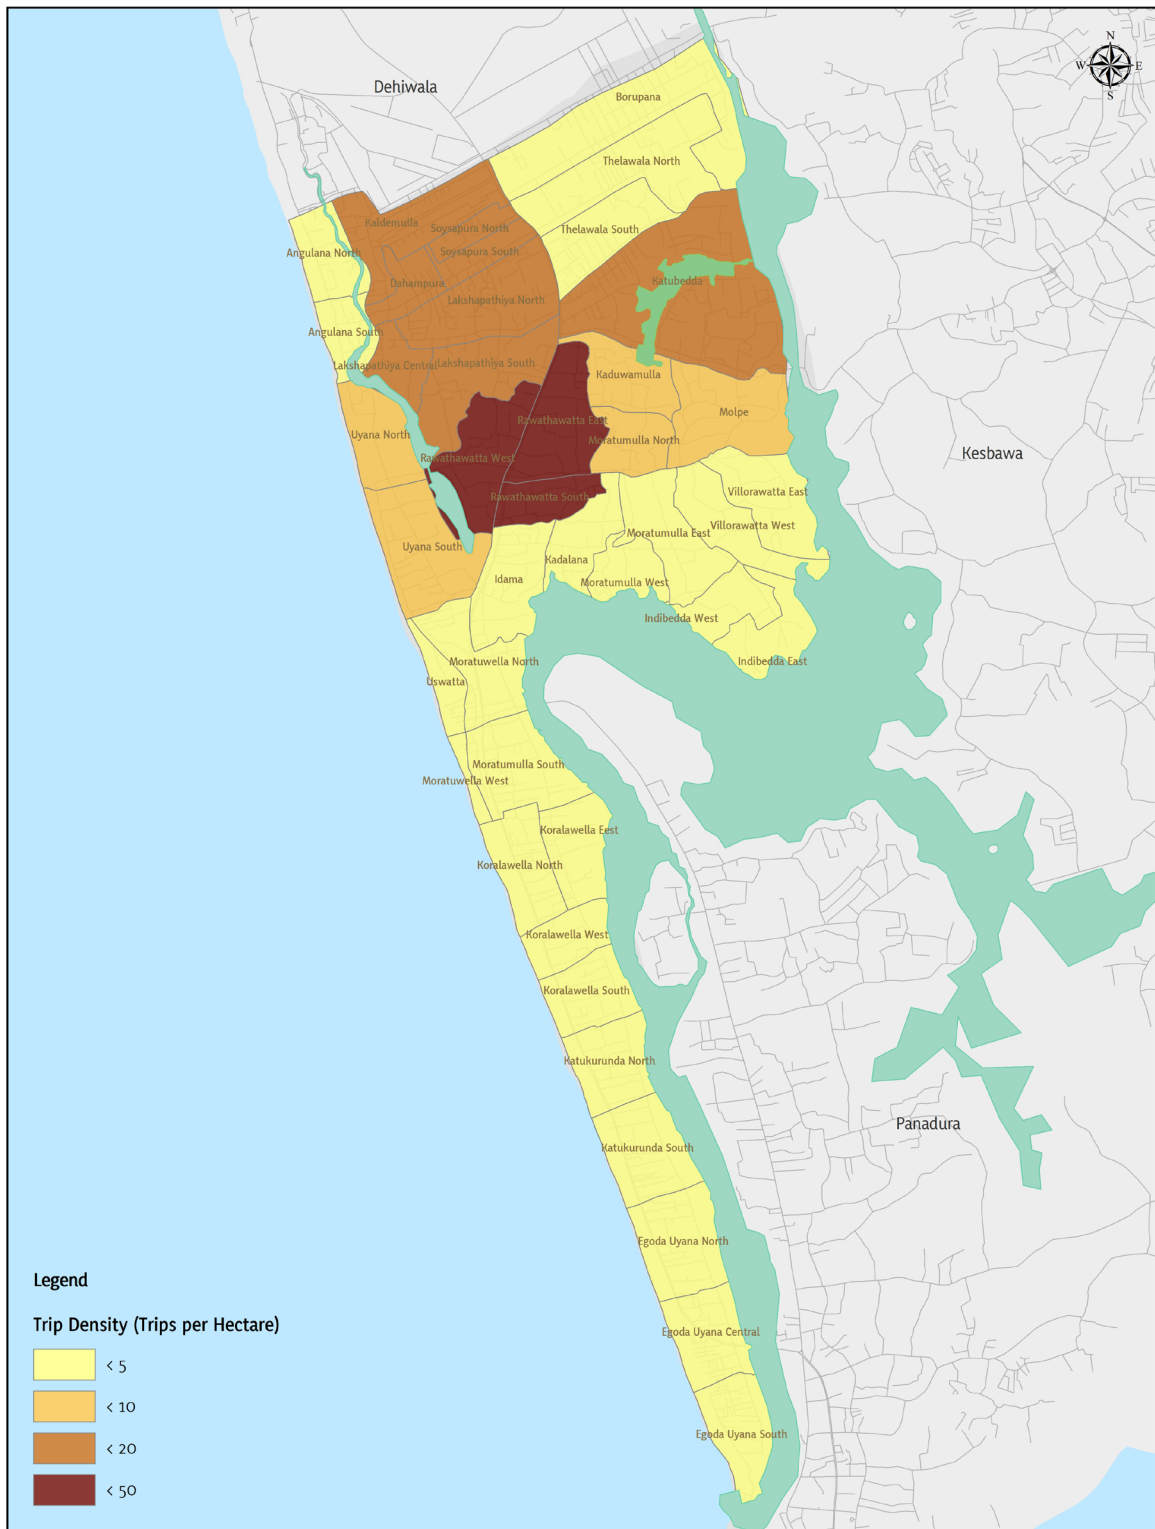 N
W E
S
Dehiwala
Borupana
Thelawala North
Kaldemulla
Soysapura North
Thelawala South
Angulana North
Soysapura South
Dahampura
Katubedda
Lakshapathiya North
Angulana South
Lakshapathiya Central
Lakshapathiya South
Kaduwamulla
Molpe
Rawathawatta East
Uyana North
Moratumulla North
Kesbawa
Rawathawatta West
Villorawatta East
Rawathawatta South
Villorawatta West
Moratumulla East
Uyana South
Kadalana
Idama
Moratumulla West
Indibedda West
Moratuwella North
Indibedda East
Uswatta
Moratumulla South
Moratuwella West
Koralawella Eest
Koralawella North
Koralawella West
Koralawella South
Katukurunda North
Panadura
Katukurunda South
Egoda Uyana North
Egoda Uyana Central
Egoda Uyana South
Legend
Trip Density (Trips per Hectare)
< 5
< 10
< 20
< 50